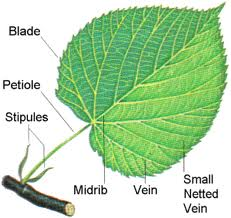 Blade
Petiole
Stipules
Midrib
Vein
Small
Netted
Vein